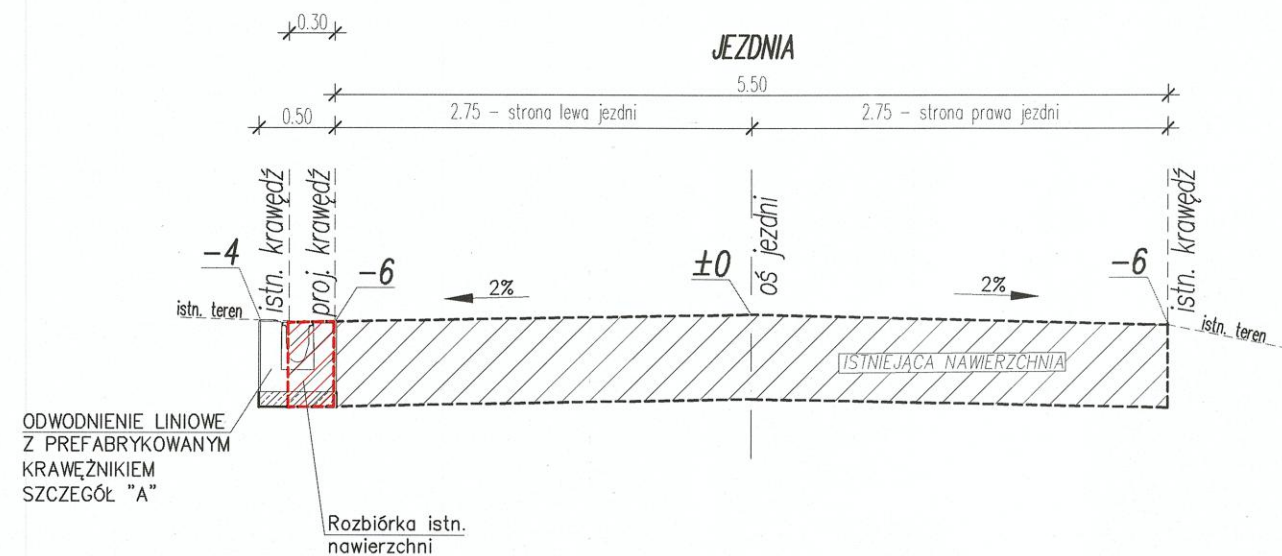 0.30
JEZDNIA
5.50
0.50
2.75 – strona lewa jezdni
2.75 – strona prawa jezdni
istn. krawędź
proj. krawędź
oś jezdni
istn. krawędź
-4
-6
±0
-6
istn. teren
2%
2%
istn. teren
ISTNIEJĄCA NAWIERZCHNIA
ODWODNIENIE LINIOWE
Z PREFABRYKOWANYM
KRAWĘŻNIKIEM
SZCZEGÓŁ "A"
Rozbiórka istn.
nawierzchni